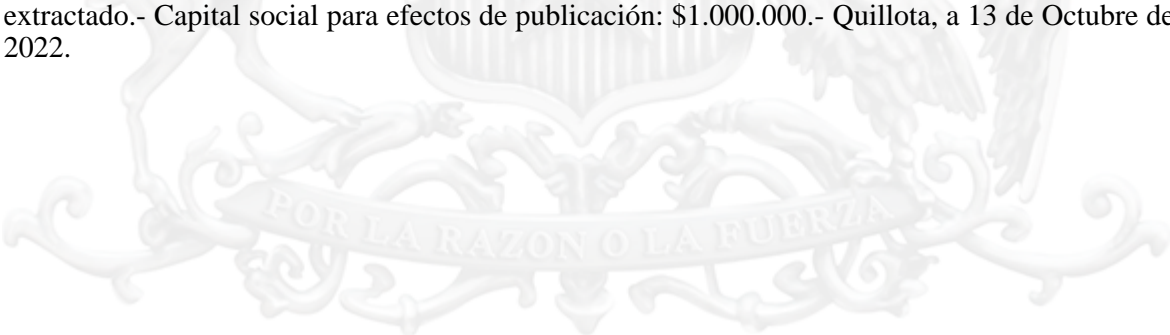 extractado.- Capital social para efectos de publicación: $1.000.000.- Quillota, a 13 de Octubre de
2022.
POR LA RAZON O LA FUERZA